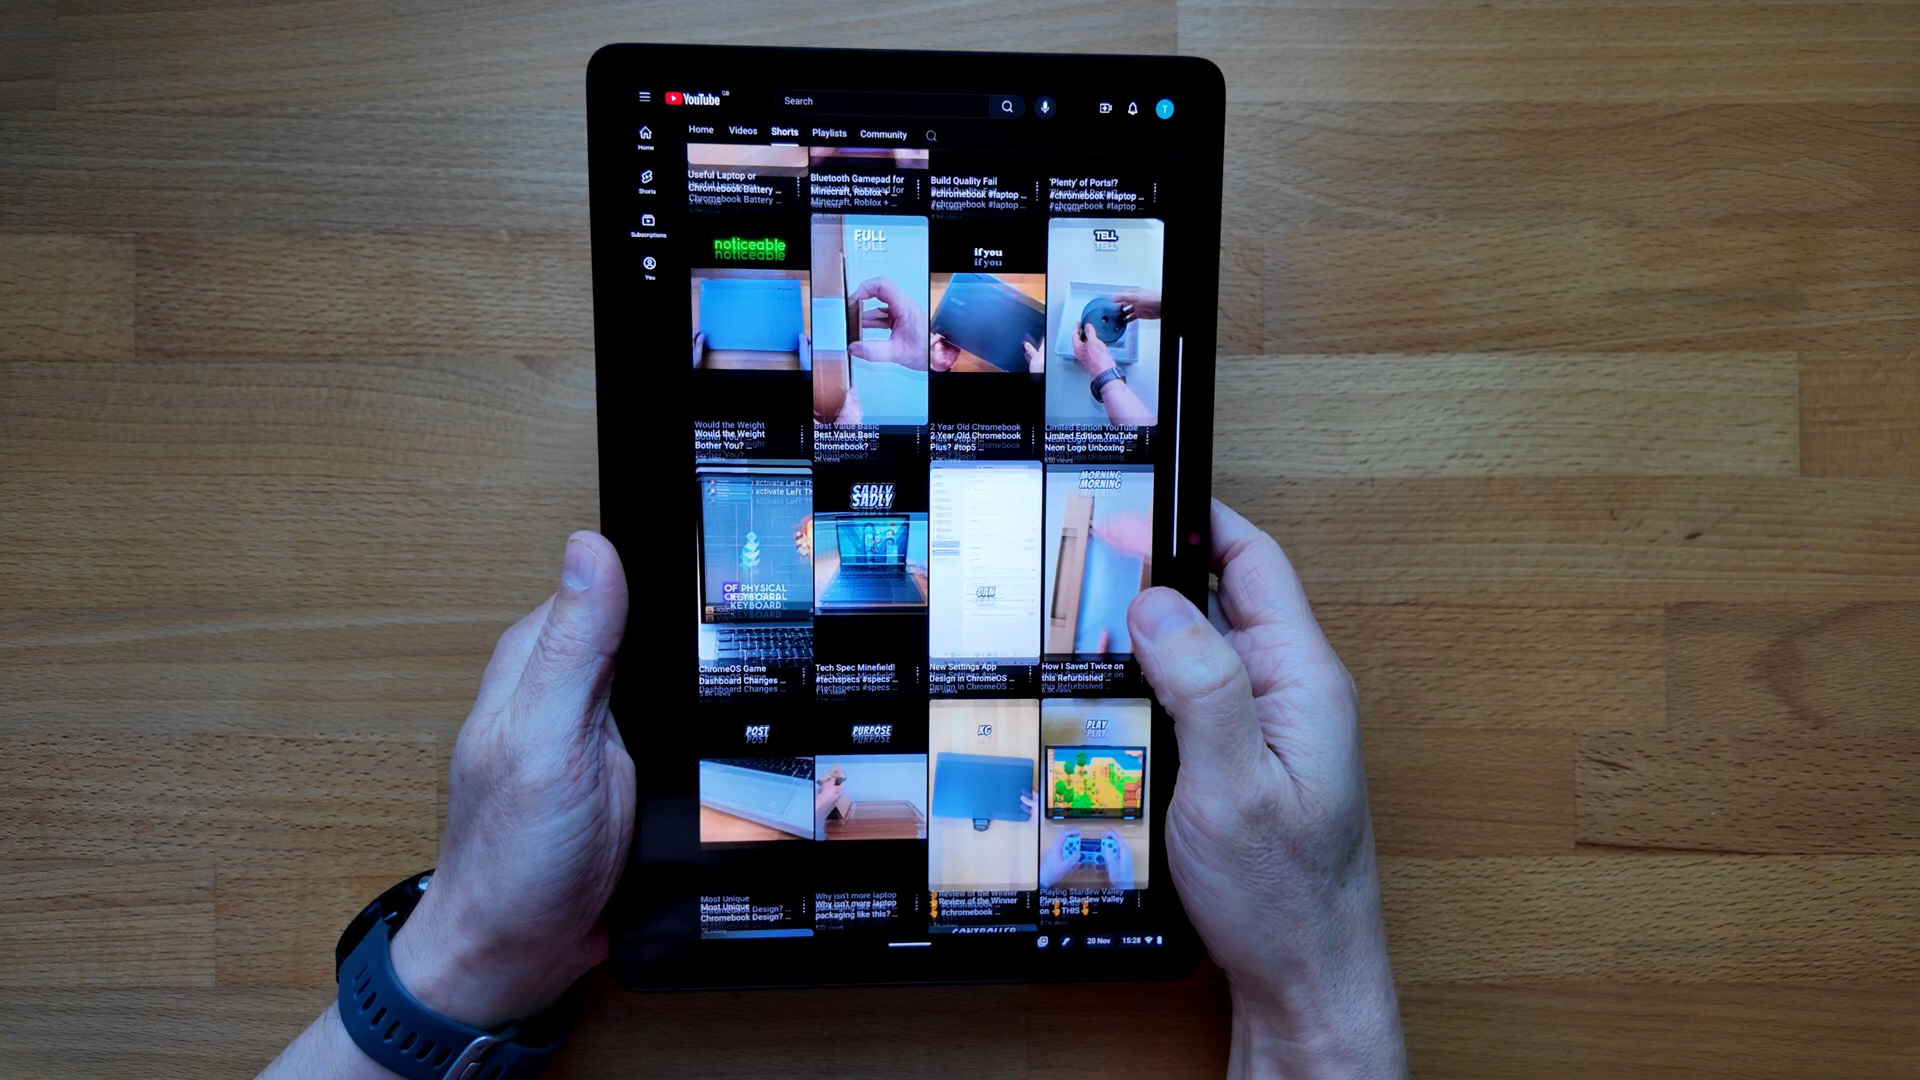 YouTube GB
Search
T
Home
Videos
Shorts
Playlists
Community
Home
Shorts
Subscriptions
You
Useful Laptop or
Chromebook Battery ...
Bluetooth Gamepad for
Minecraft, Roblox + ...
Build Quality Fail
#chromebook #laptop ...
'Plenty' of Ports!?
#chromebook #laptop ...
noticeable
FULL
if you
TELL
Would the Weight
Bother You? ...
Best Value Basic
Chromebook? ...
2K views
2 Year Old Chromebook
Plus? #top5 ...
Limited Edition YouTube
Neon Logo Unboxing ...
activate Left Th
OF PHYSICAL
KEYBOARD
SADLY
CAN
MORNING
ChromeOS Game
Dashboard Changes ...
Tech Spec Minefield!
#techspecs #specs ...
New Settings App
Design in ChromeOS ...
How I Saved Twice on
this Refurbished ...
POST
PURPOSE
KG
PLAY
Most Unique
Chromebook Design? ...
Why isn't more laptop
packaging like this? ...
Review of the Winner
#chromebook ...
Playing Stardew Valley
on 👆THIS👆 ...
CONTROLLER
20 Nov
15:28